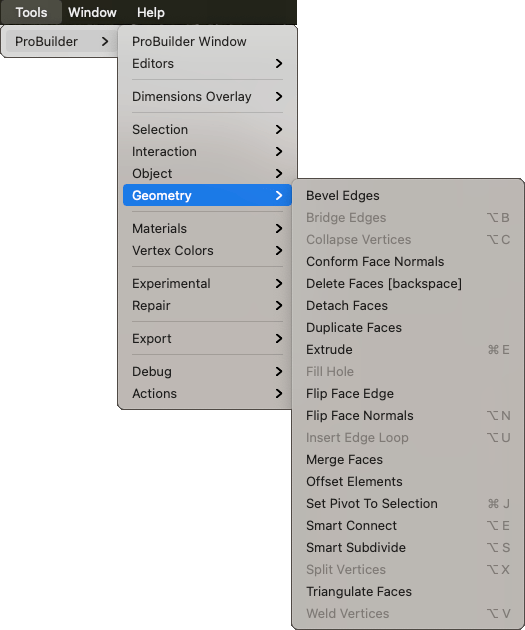 Tools Window Help
ProBuilder
ProBuilder Window
Editors
Dimensions Overlay
Selection
Interaction
Object
Geometry
Materials
Vertex Colors
Experimental
Repair
Export
Debug
Actions
Bevel Edges
Bridge Edges ⌥ B
Collapse Vertices ⌥ C
Conform Face Normals
Delete Faces [backspace]
Detach Faces
Duplicate Faces
Extrude ⌘ E
Fill Hole
Flip Face Edge
Flip Face Normals ⌥ N
Insert Edge Loop ⌥ U
Merge Faces
Offset Elements
Set Pivot To Selection ⌘ J
Smart Connect ⌥ E
Smart Subdivide ⌥ S
Split Vertices ⌥ X
Triangulate Faces
Weld Vertices ⌥ V